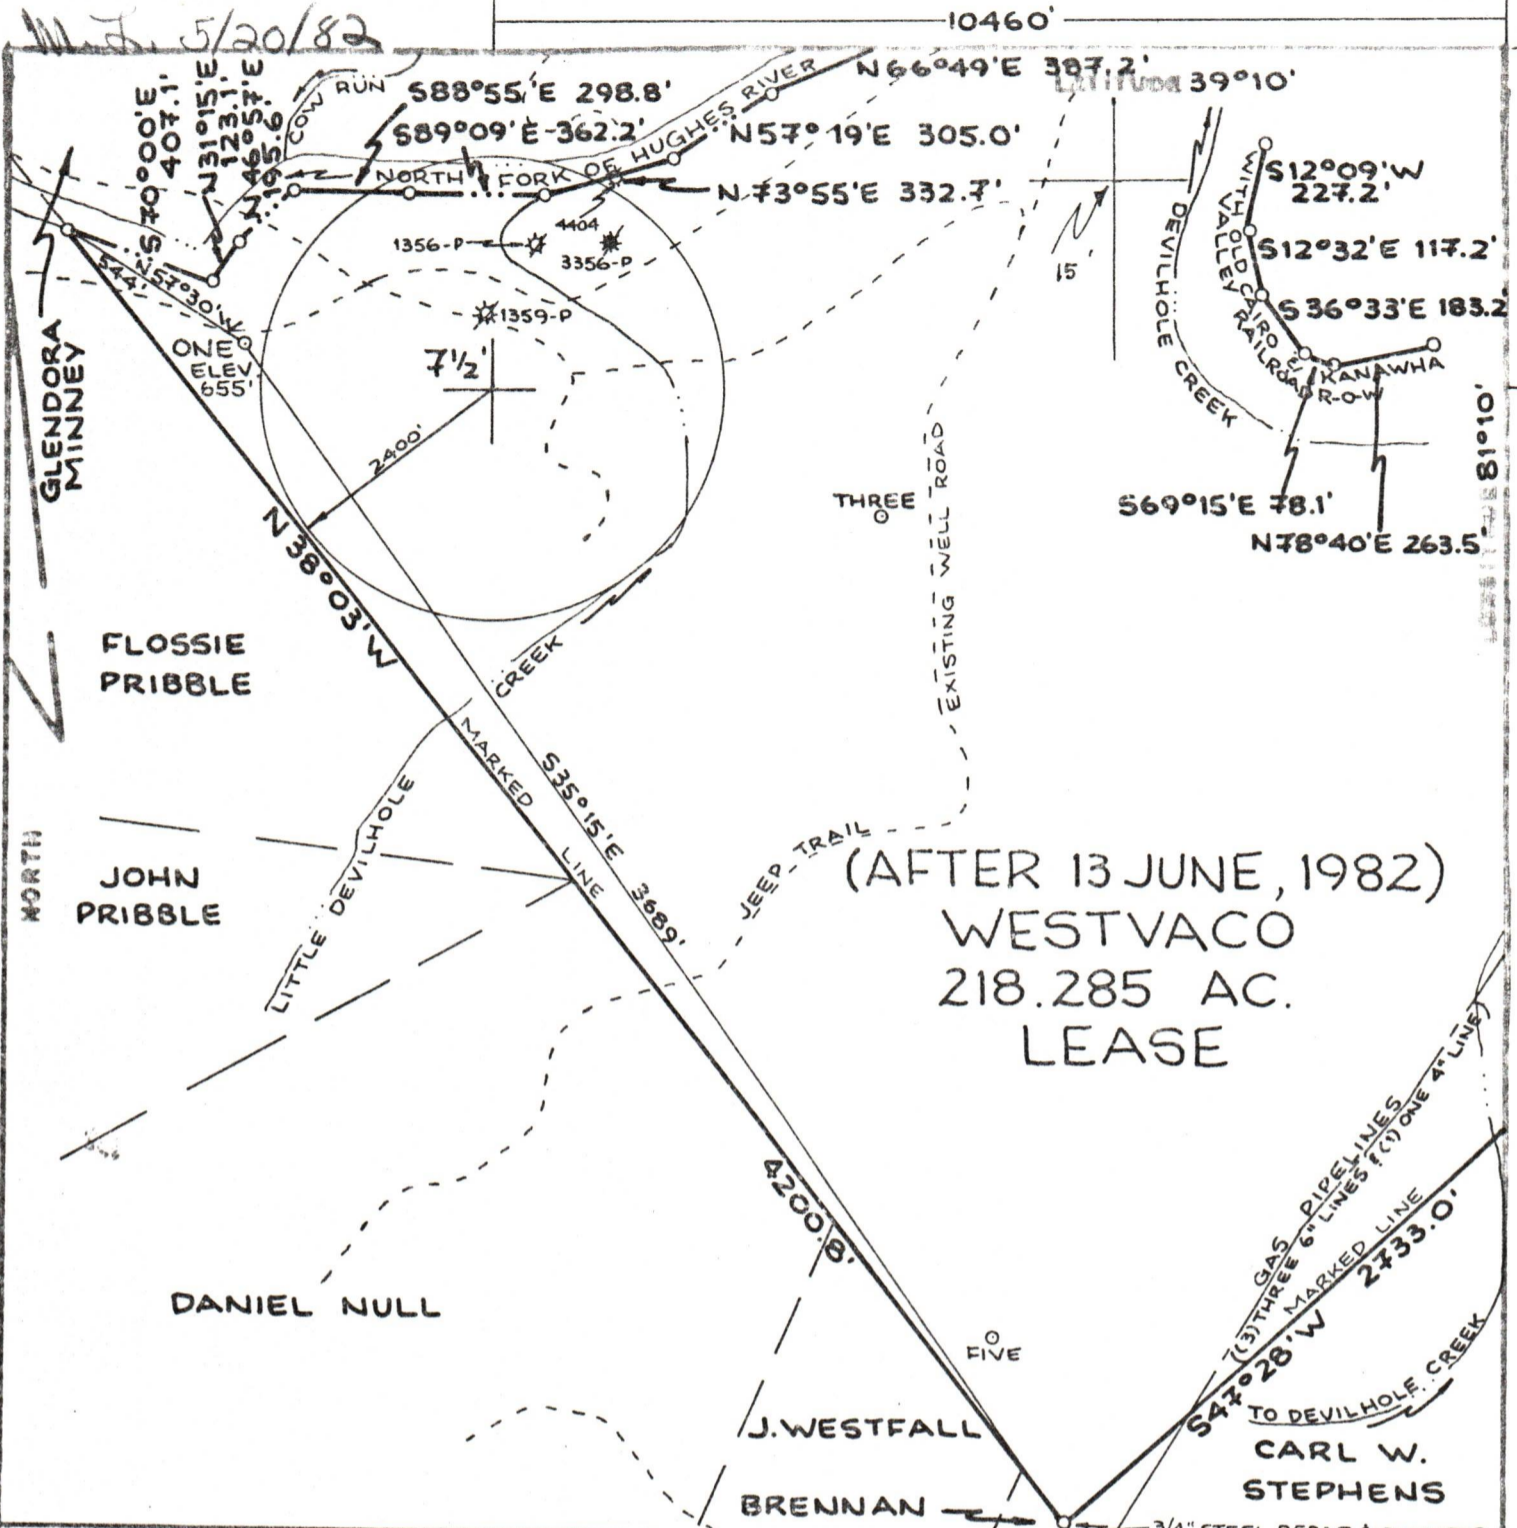 M.L. 5/20/82
10460'
COW RUN
S88°55'E 298.8'
S89°09'E-362.2'
N66°49'E 387.2'
Latitude 39°10'
S70°00'E
407.1'
N31°15'E
123.1'
N46°57'E
195.6'
NORTH FORK OF HUGHES RIVER
N57°19'E 305.0'
N73°55'E 332.7'
S12°09'W
227.2'
S12°32'E 117.2'
S36°33'E 183.2'
WITH OLD CAIRO & KANAWHA
VALLEY RAILROAD R-O-W
DEVILHOLE CREEK
15'
1356-P
4404
3356-P
1359-P
N57°30'W
544'
ONE
ELEV.
655'
7½'
2400'
GLENDORA
MINNEY
81°10'
S69°15'E 78.1'
N78°40'E 263.5'
THREE
EXISTING WELL ROAD
N38°03'W
FLOSSIE
PRIBBLE
LITTLE DEVILHOLE CREEK
MARKED LINE
S35°15'E 3689'
NORTH
JOHN
PRIBBLE
JEEP TRAIL
(AFTER 13 JUNE, 1982)
WESTVACO
218.285 AC.
LEASE
4200.8'
GAS PIPELINES
((3) THREE 6" LINES & (1) ONE 4" LINE)
MARKED LINE
S47°28'W 2733.0'
DANIEL NULL
FIVE
TO DEVILHOLE CREEK
J. WESTFALL
CARL W.
STEPHENS
BRENNAN
3/4" STEEL